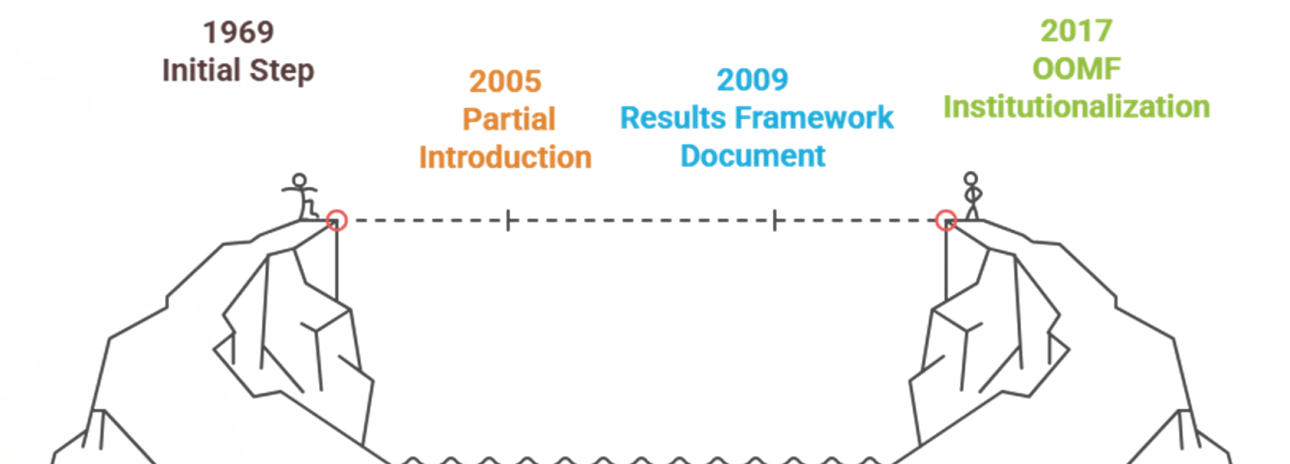 1969
Initial Step
2005
Partial
Introduction
2009
Results Framework
Document
2017
OOMF
Institutionalization